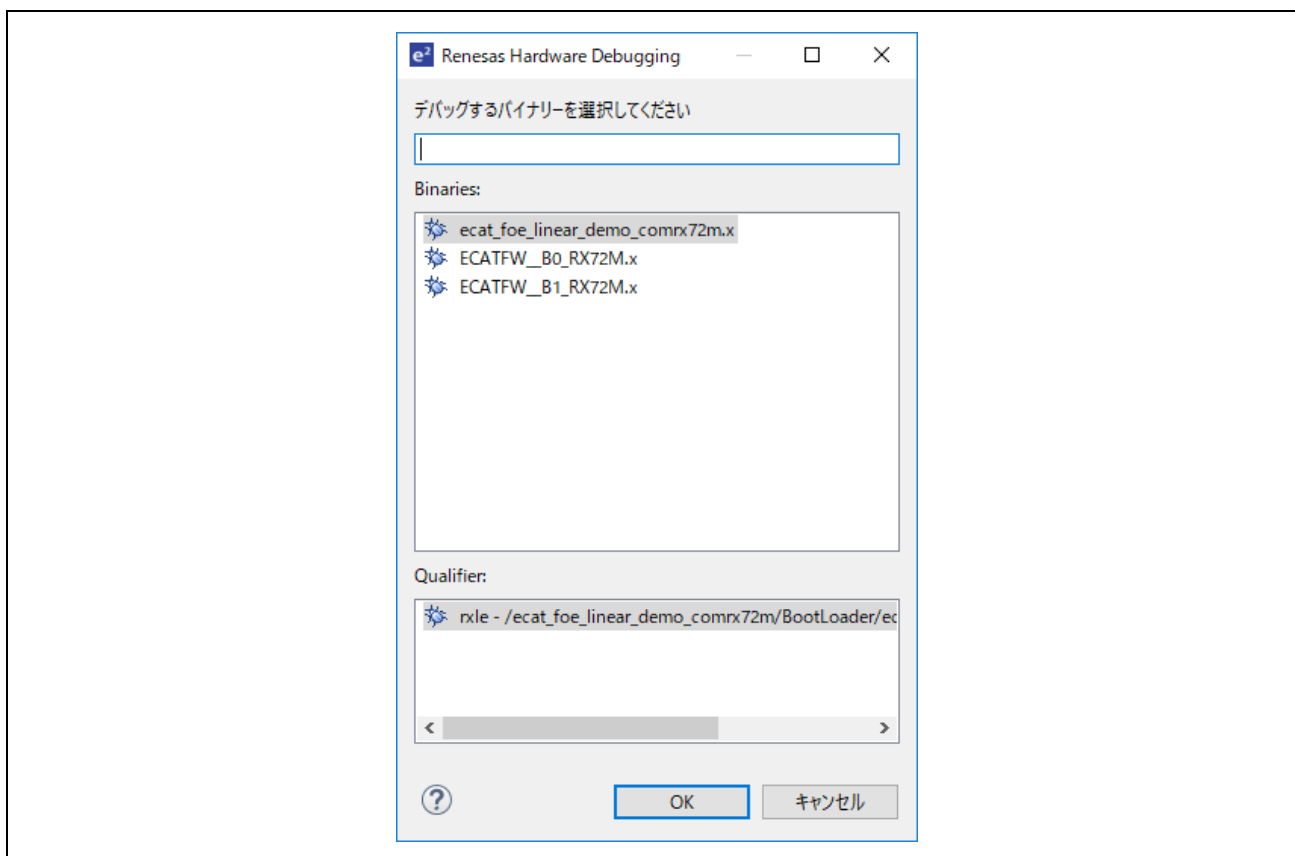 e² Renesas Hardware Debugging
デバッグするバイナリーを選択してください
Binaries:
ecat_foe_linear_demo_comrx72m.x
ECATFW__B0_RX72M.x
ECATFW__B1_RX72M.x
Qualifier:
rxle - /ecat_foe_linear_demo_comrx72m/BootLoader/ec
?
OK キャンセル